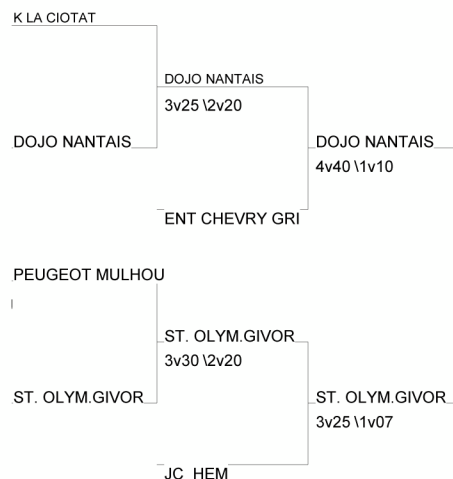 K LA CIOTAT
DOJO NANTAIS
3v25 \2v20
DOJO NANTAIS
DOJO NANTAIS
4v40 \1v10
ENT CHEVRY GRI
PEUGEOT MULHOU
ST. OLYM.GIVOR
3v30 \2v20
ST. OLYM.GIVOR
ST. OLYM.GIVOR
3v25 \1v07
JC HEM